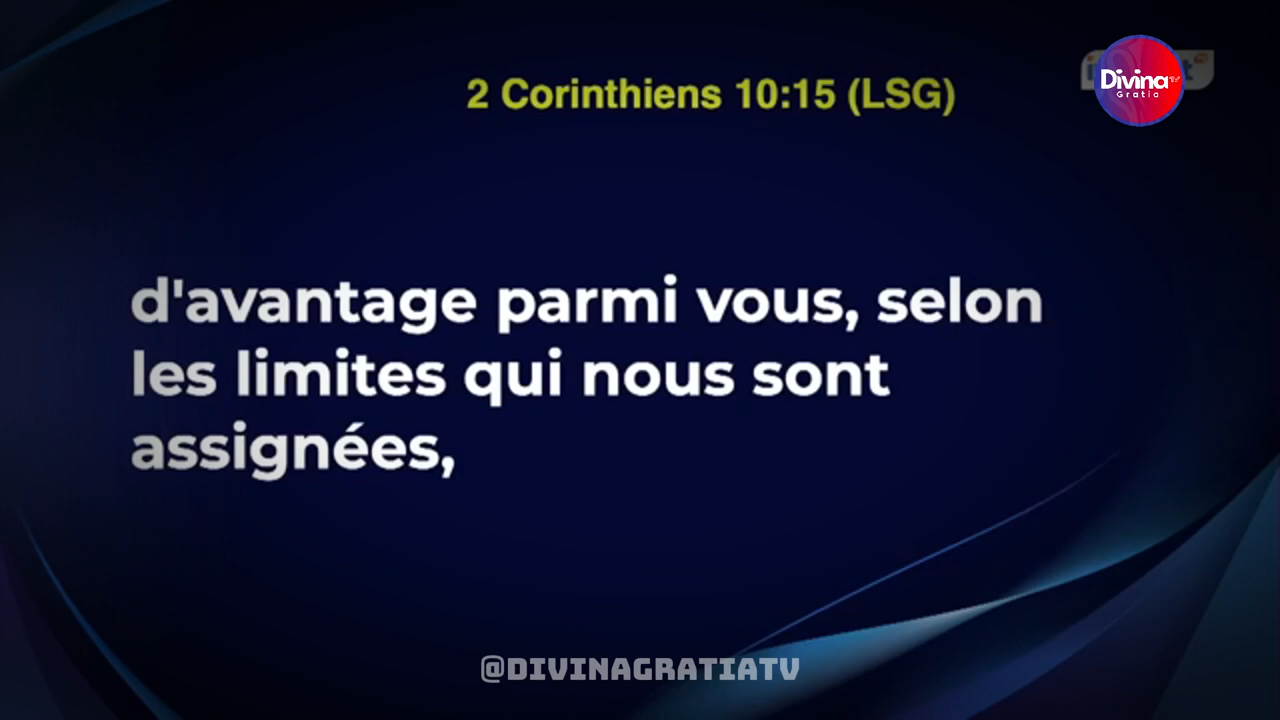 2 Corinthiens 10:15 (LSG)
Divina
Gratia
d'avantage parmi vous, selon
les limites qui nous sont
assignées,
@DIVINAGRATIATV